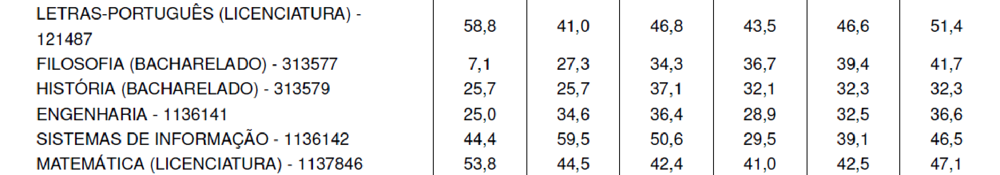 LETRAS-PORTUGUÊS (LICENCIATURA) -
121487 58,8 41,0 46,8 43,5 46,6 51,4
FILOSOFIA (BACHARELADO) - 313577 7,1 27,3 34,3 36,7 39,4 41,7
HISTÓRIA (BACHARELADO) - 313579 25,7 25,7 37,1 32,1 32,3 32,3
ENGENHARIA - 1136141 25,0 34,6 36,4 28,9 32,5 36,6
SISTEMAS DE INFORMAÇÃO - 1136142 44,4 59,5 50,6 29,5 39,1 46,5
MATEMÁTICA (LICENCIATURA) - 1137846 53,8 44,5 42,4 41,0 42,5 47,1